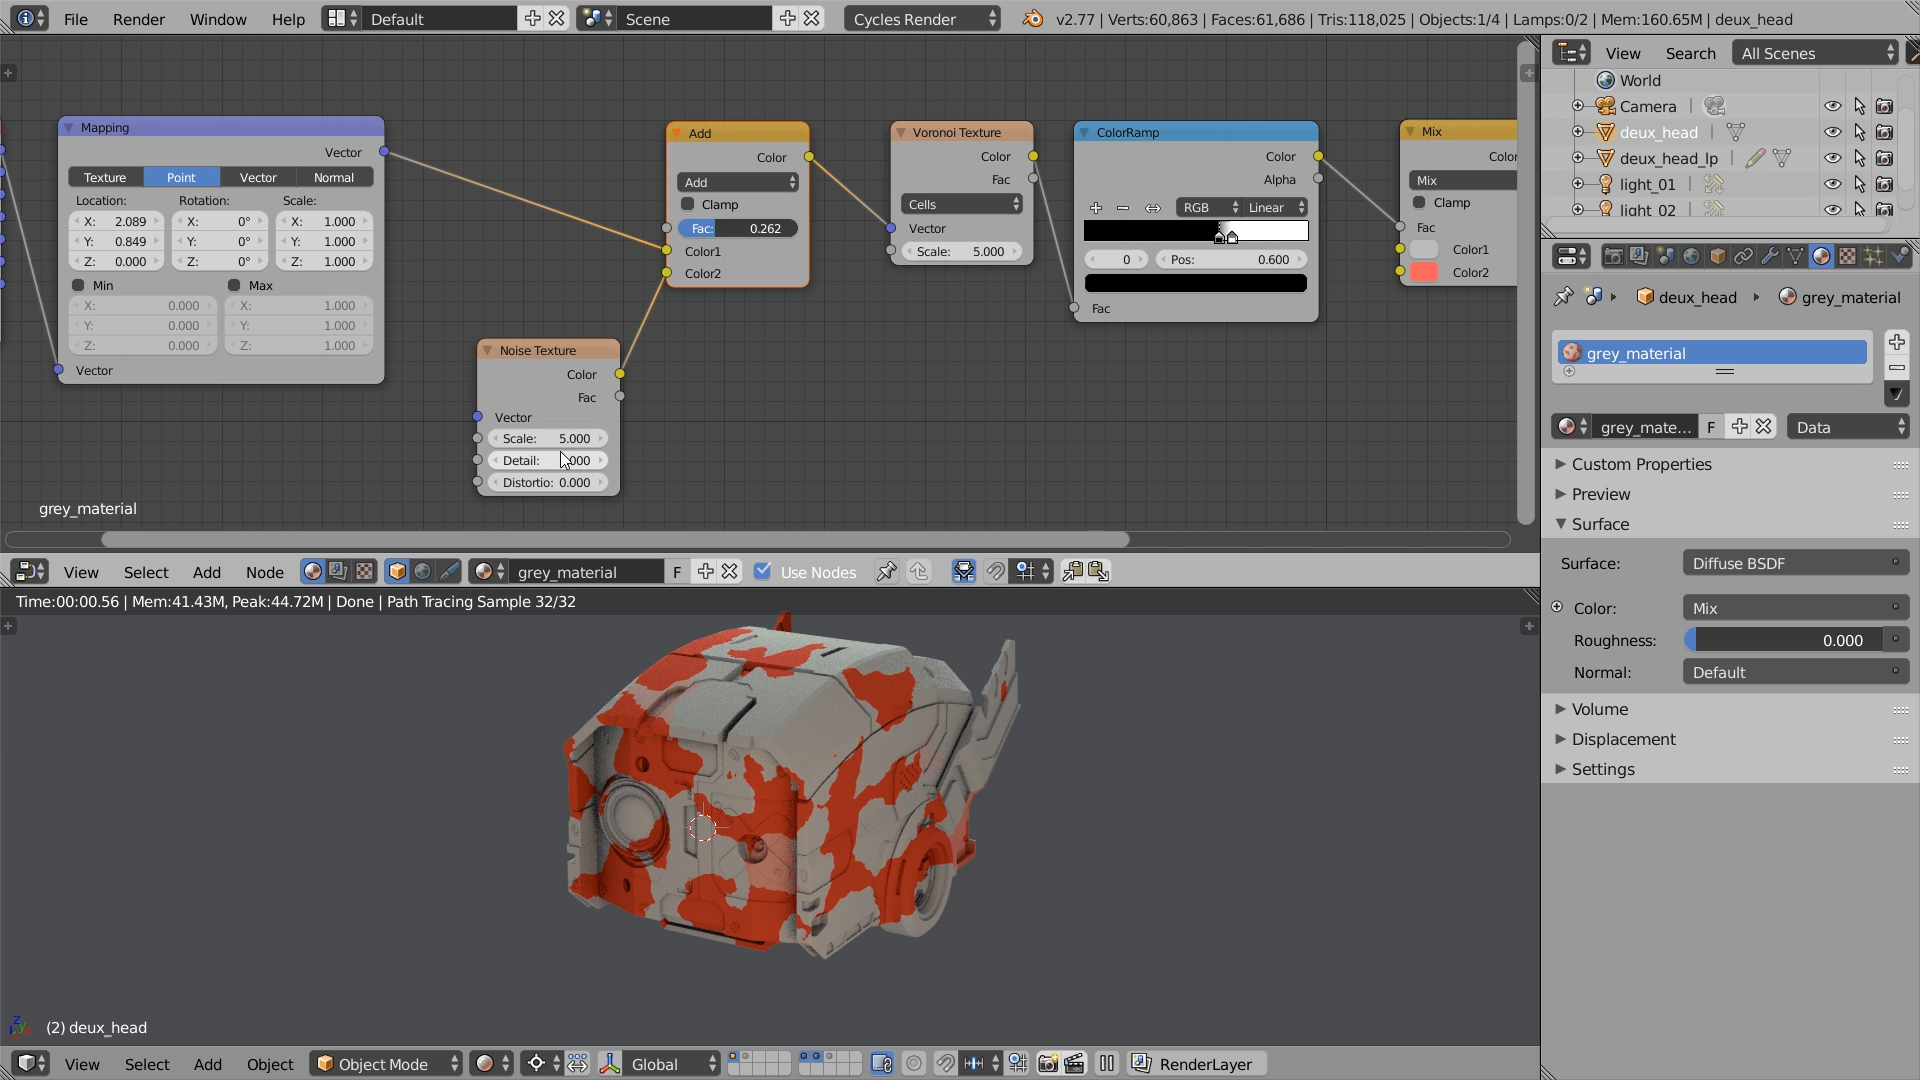 File Render Window Help Default Scene Cycles Render v2.77 | Verts:60,863 | Faces:61,686 | Tris:118,025 | Objects:1/4 | Lamps:0/2 | Mem:160.65M | deux_head
Mapping
Vector
Texture Point Vector Normal
Location: Rotation: Scale:
X: 2.089 X: 0° X: 1.000
Y: 0.849 Y: 0° Y: 1.000
Z: 0.000 Z: 0° Z: 1.000
Min Max
X: 0.000 X: 1.000
Y: 0.000 Y: 1.000
Z: 0.000 Z: 1.000
Vector
Noise Texture
Color
Fac
Vector
Scale: 5.000
Detail:
Distortio: 0.000
Add
Color
Add
Clamp
Fac: 0.262
Color1
Color2
Voronoi Texture
Color
Fac
Cells
Vector
Scale: 5.000
ColorRamp
Color
Alpha
RGB Linear
0 Pos: 0.600
Fac
Mix
Mix
Clamp
Fac
Color1
Color2
grey_material
View Select Add Node grey_material F Use Nodes
Time:00:00.56 | Mem:41.43M, Peak:44.72M | Done | Path Tracing Sample 32/32
(2) deux_head
View Select Add Object Object Mode Global RenderLayer
View Search All Scenes
World
Camera
deux_head
deux_head_lp
light_01
light_02
deux_head grey_material
grey_material
grey_mate... F Data
Custom Properties
Preview
Surface
Surface: Diffuse BSDF
Color: Mix
Roughness: 0.000
Normal: Default
Volume
Displacement
Settings